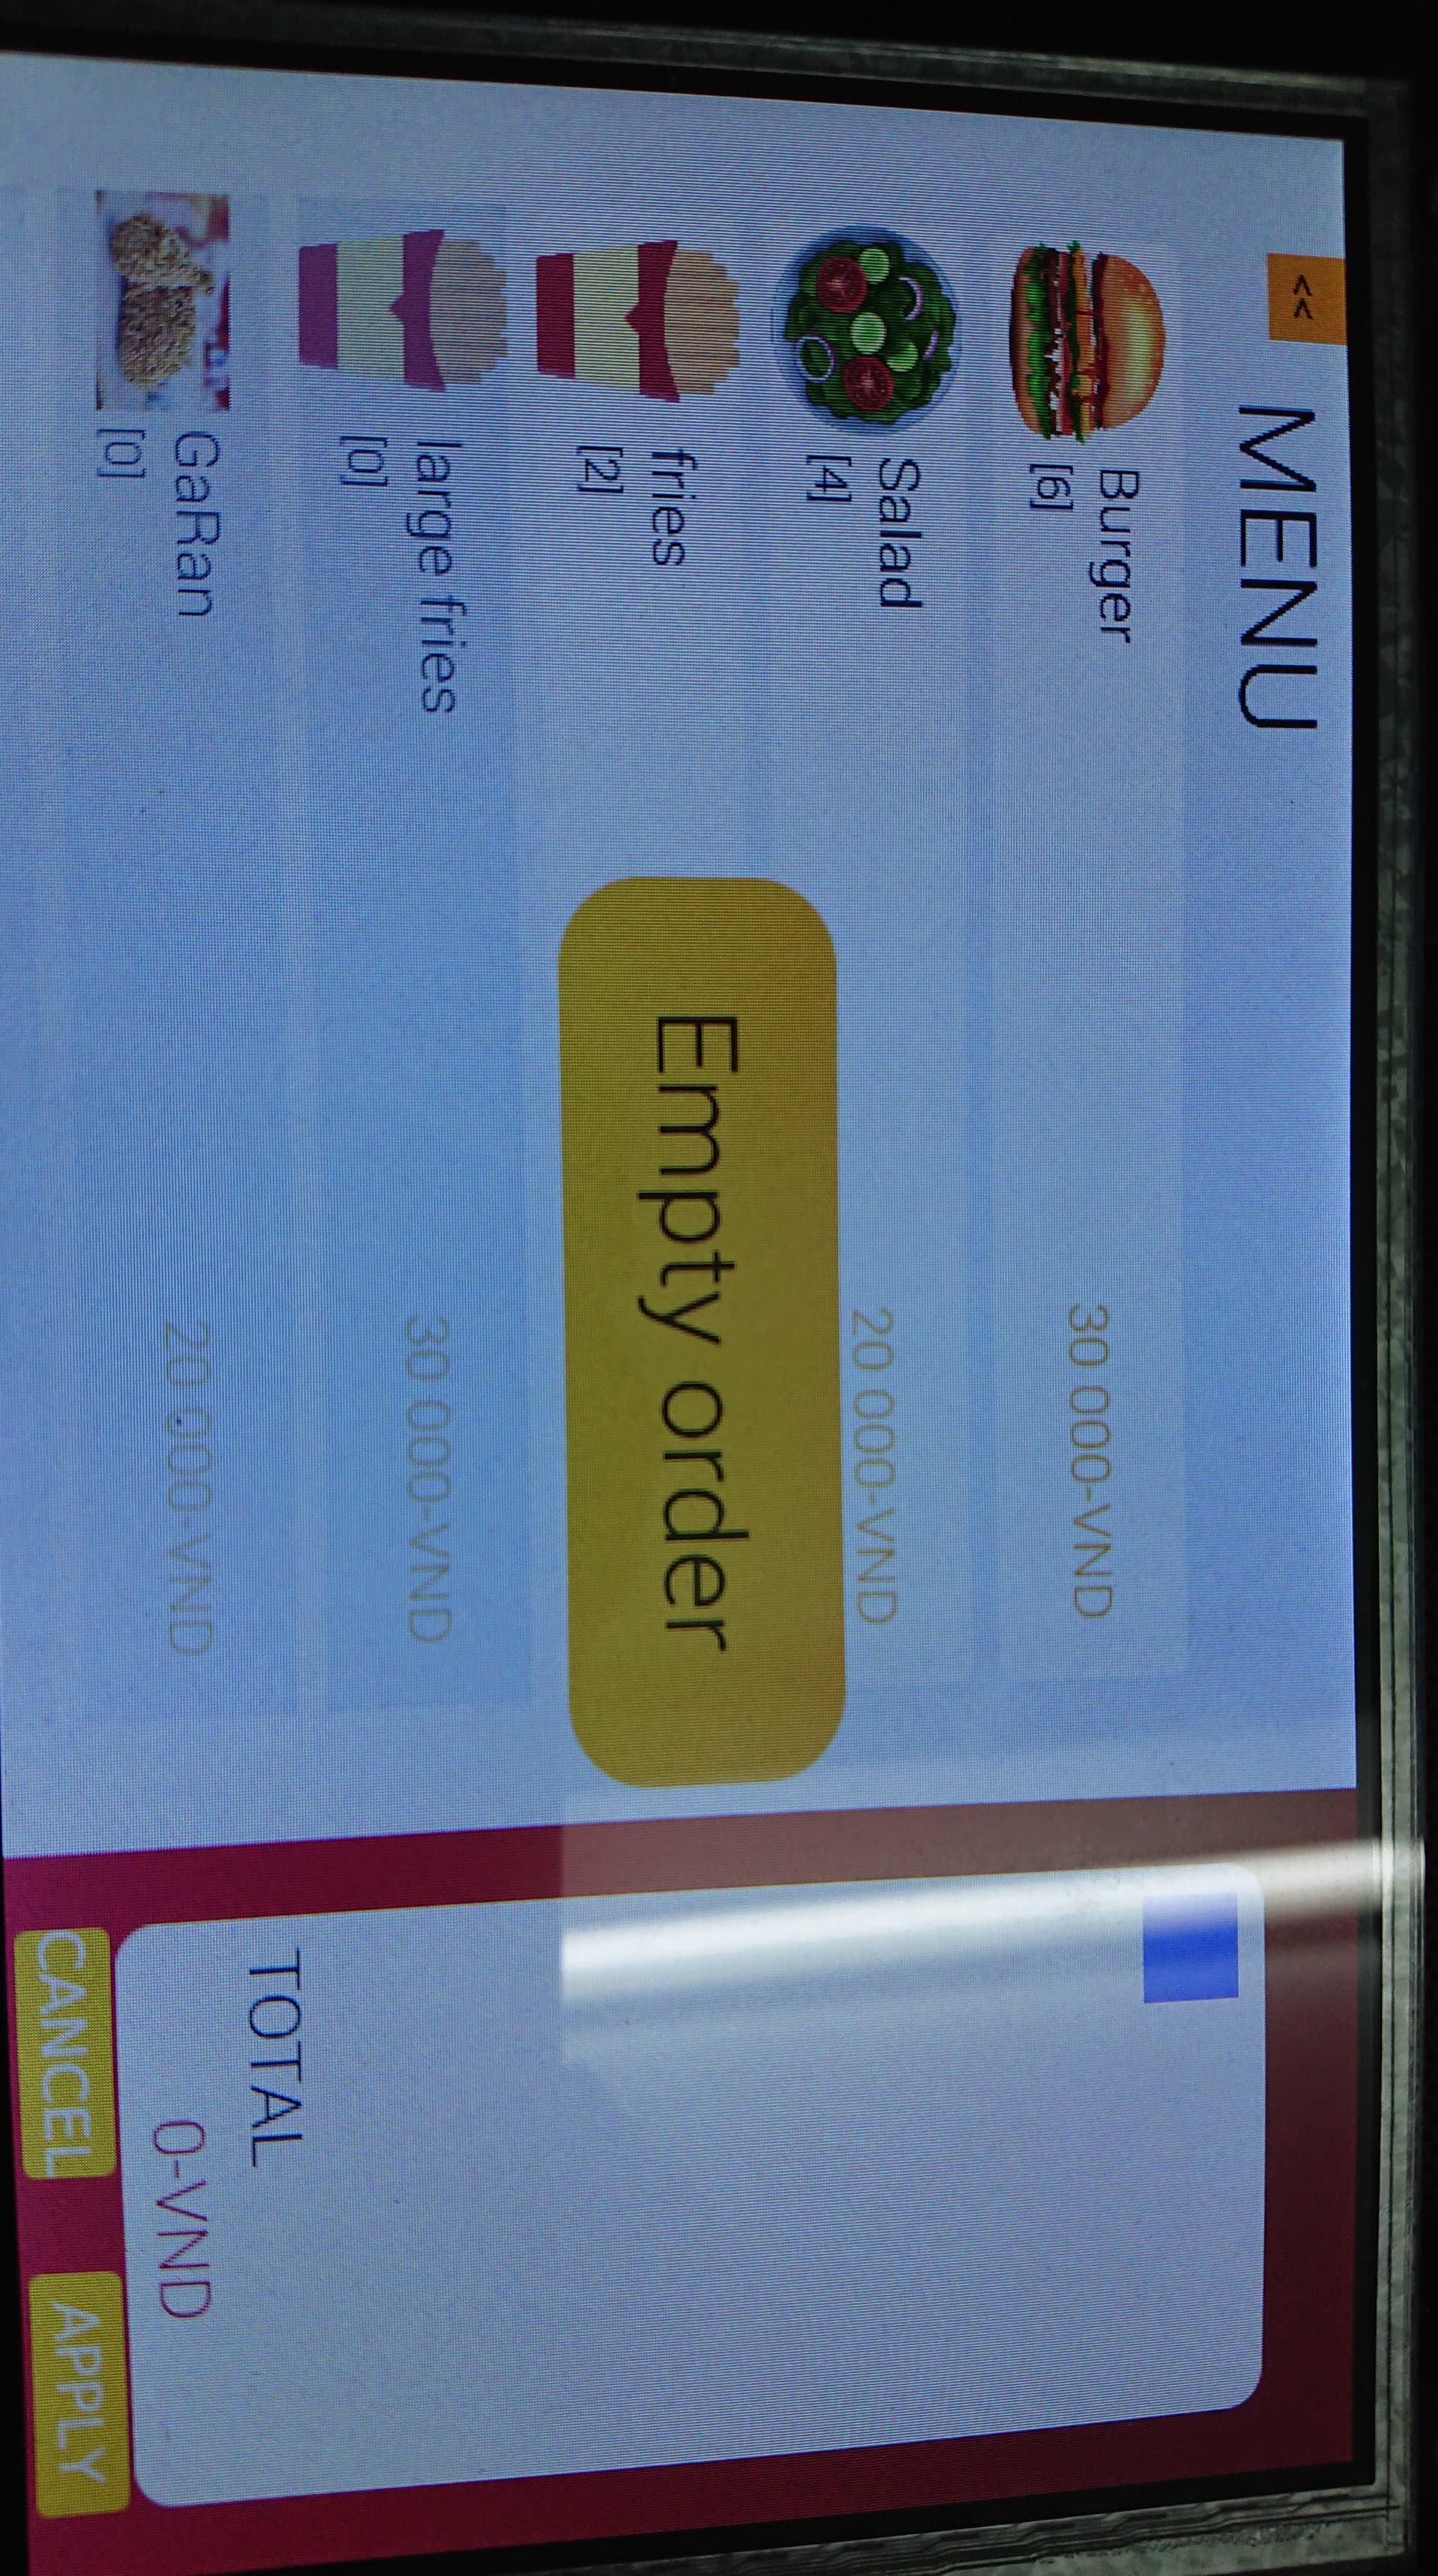 << MENU
Burger
[6]
30 000-VND
Salad
[4]
20 000-VND
fries
[2]
Empty order
large fries
[0]
30 000-VND
GaRan
[0]
20 000-VND
TOTAL
0-VND
CANCEL APPLY